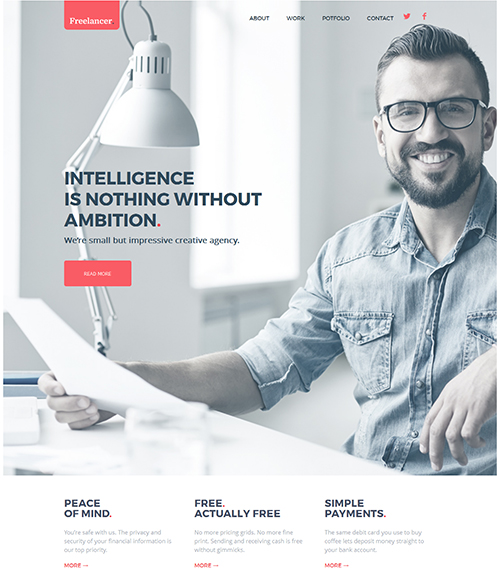 Freelancer.
ABOUT WORK POTFOLIO CONTACT
INTELLIGENCE
IS NOTHING WITHOUT
AMBITION.
We're small but impressive creative agency.
READ MORE
PEACE
OF MIND.
You're safe with us. The privacy and
security of your financial information is
our top priority.
MORE →
FREE.
ACTUALLY FREE
No more pricing grids. No more fine
print. Sending and receiving cash is free
without gimmicks.
MORE →
SIMPLE
PAYMENTS.
The same debit card you use to buy
coffee lets deposit money straight to
your bank account.
MORE →